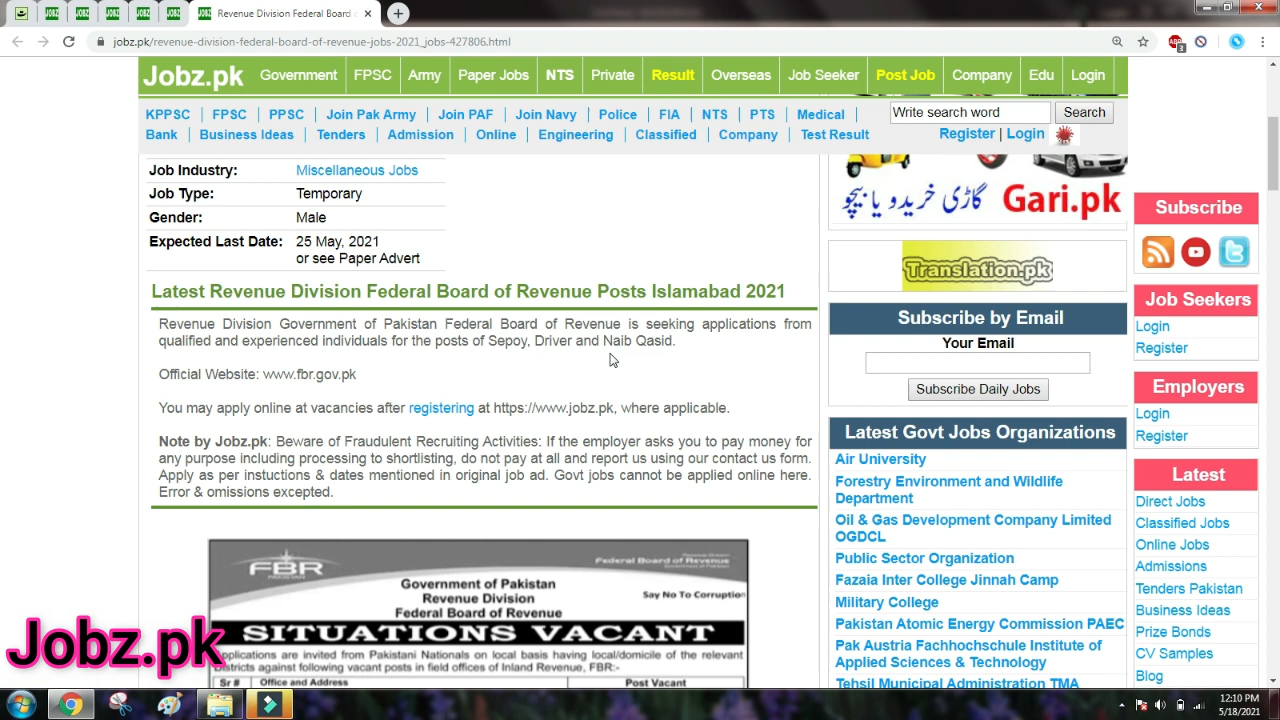 Revenue Division Federal Board o
jobz.pk/revenue-division-federal-board-of-revenue-jobs-2021_jobs-427806.html
Jobz.pk Government FPSC Army Paper Jobs NTS Private Result Overseas Job Seeker Post Job Company Edu Login
KPPSC FPSC PPSC Join Pak Army Join PAF Join Navy Police FIA NTS PTS Medical
Write search word Search
Bank Business Ideas Tenders Admission Online Engineering Classified Company Test Result
Register | Login
Job Industry: Miscellaneous Jobs
Job Type: Temporary
Gender: Male
Expected Last Date: 25 May, 2021
or see Paper Advert
Latest Revenue Division Federal Board of Revenue Posts Islamabad 2021
Revenue Division Government of Pakistan Federal Board of Revenue is seeking applications from
qualified and experienced individuals for the posts of Sepoy, Driver and Naib Qasid.
Official Website: www.fbr.gov.pk
You may apply online at vacancies after registering at https://www.jobz.pk, where applicable.
Note by Jobz.pk: Beware of Fraudulent Recruiting Activities: If the employer asks you to pay money for
any purpose including processing to shortlisting, do not pay at all and report us using our contact us form.
Apply as per instuctions & dates mentioned in original job ad. Govt jobs cannot be applied online here.
Error & omissions excepted.
FBR
PAKISTAN
Revenue Division
Federal Board of Revenue
Government of Pakistan
Government of Pakistan
Revenue Division
Federal Board of Revenue
Say No To Corruption
SITUATIONS VACANT
applications are invited from Pakistani Nationals on local basis having local/domicile of the relevant
Districts against following vacant posts in field offices of Inland Revenue, FBR:-
Sr # Office and Address Post Vacant
Jobz.pk
گاڑی خریدو یا بیچو Gari.pk
Translation.pk
Subscribe by Email
Your Email
Subscribe Daily Jobs
Latest Govt Jobs Organizations
Air University
Forestry Environment and Wildlife
Department
Oil & Gas Development Company Limited
OGDCL
Public Sector Organization
Fazaia Inter College Jinnah Camp
Military College
Pakistan Atomic Energy Commission PAEC
Pak Austria Fachhochschule Institute of
Applied Sciences & Technology
Tehsil Municipal Administration TMA
Subscribe
Job Seekers
Login
Register
Employers
Login
Register
Latest
Direct Jobs
Classified Jobs
Online Jobs
Admissions
Tenders Pakistan
Business Ideas
Prize Bonds
CV Samples
Blog
12:10 PM
5/18/2021